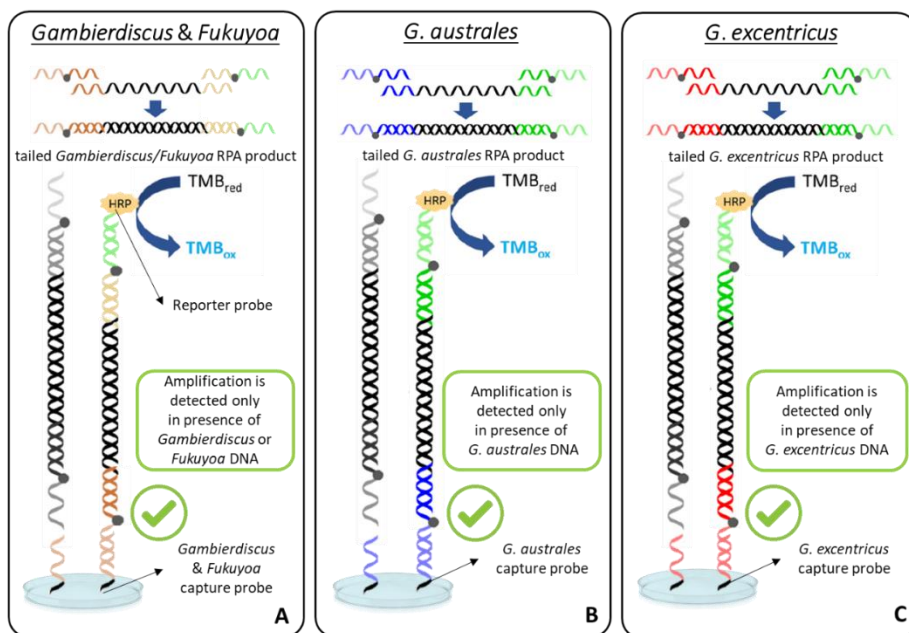 Gambierdiscus & Fukuyoa
tailed Gambierdiscus/Fukuyoa RPA product
HRP
TMBred
TMBox
Reporter probe
Amplification is
detected only
in presence of
Gambierdiscus or
Fukuyoa DNA
Gambierdiscus
& Fukuyoa
capture probe
A
G. australes
tailed G. australes RPA product
HRP
TMBred
TMBox
Amplification is
detected only
in presence of
G. australes DNA
G. australes
capture probe
B
G. excentricus
tailed G. excentricus RPA product
HRP
TMBred
TMBox
Amplification is
detected only
in presence of
G. excentricus DNA
G. excentricus
capture probe
C